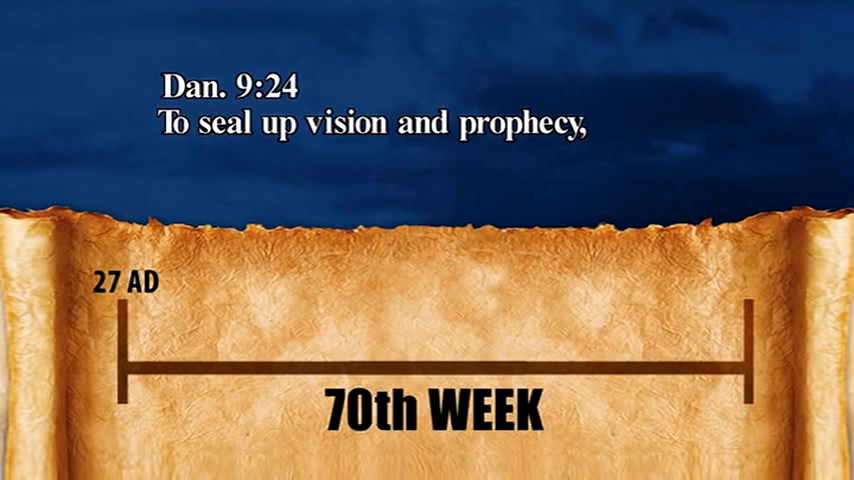 Dan. 9:24
To seal up vision and prophecy,
27 AD
70th WEEK